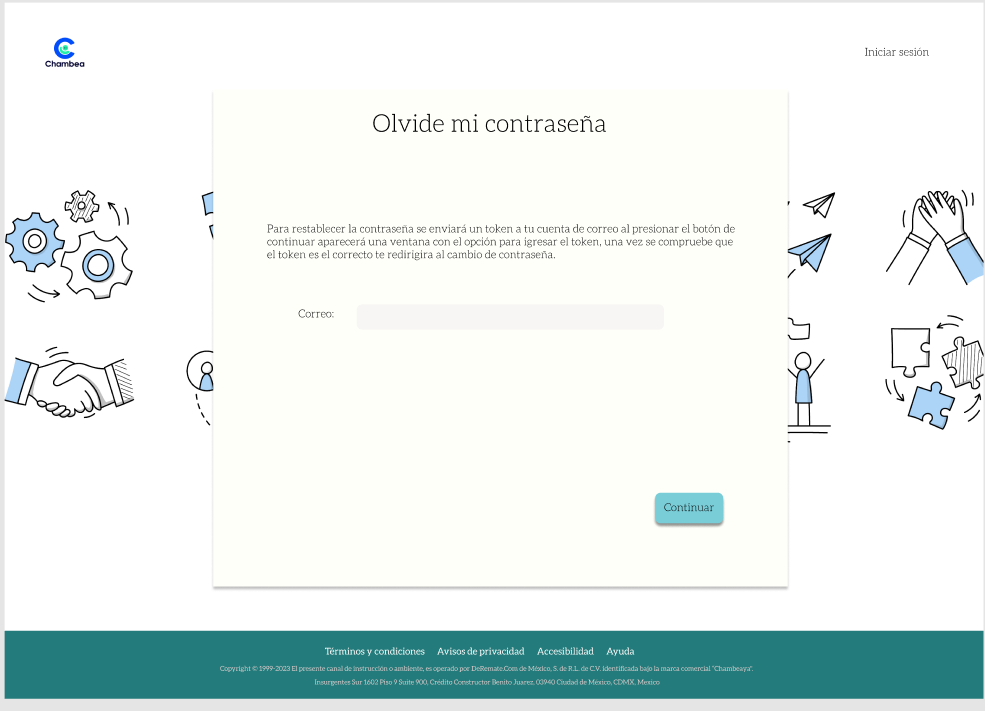 Chambea
Iniciar sesión
Olvide mi contraseña
Para restablecer la contraseña se enviará un token a tu cuenta de correo al presionar el botón de
continuar aparecerá una ventana con el opción para igresar el token, una vez se compruebe que
el token es el correcto te redirigira al cambio de contraseña.
Correo:
Continuar
Términos y condiciones Avisos de privacidad Accesibilidad Ayuda
Copyright © 1999-2023 El presente canal de instrucción o ambiente, es operado por DeRemate.Com de México, S. de R.L. de C.V. identificada bajo la marca comercial "Chambeaya".
Insurgentes Sur 1602 Piso 9 Suite 900, Crédito Constructor Benito Juarez, 03940 Ciudad de Mexico, CDMX, Mexico